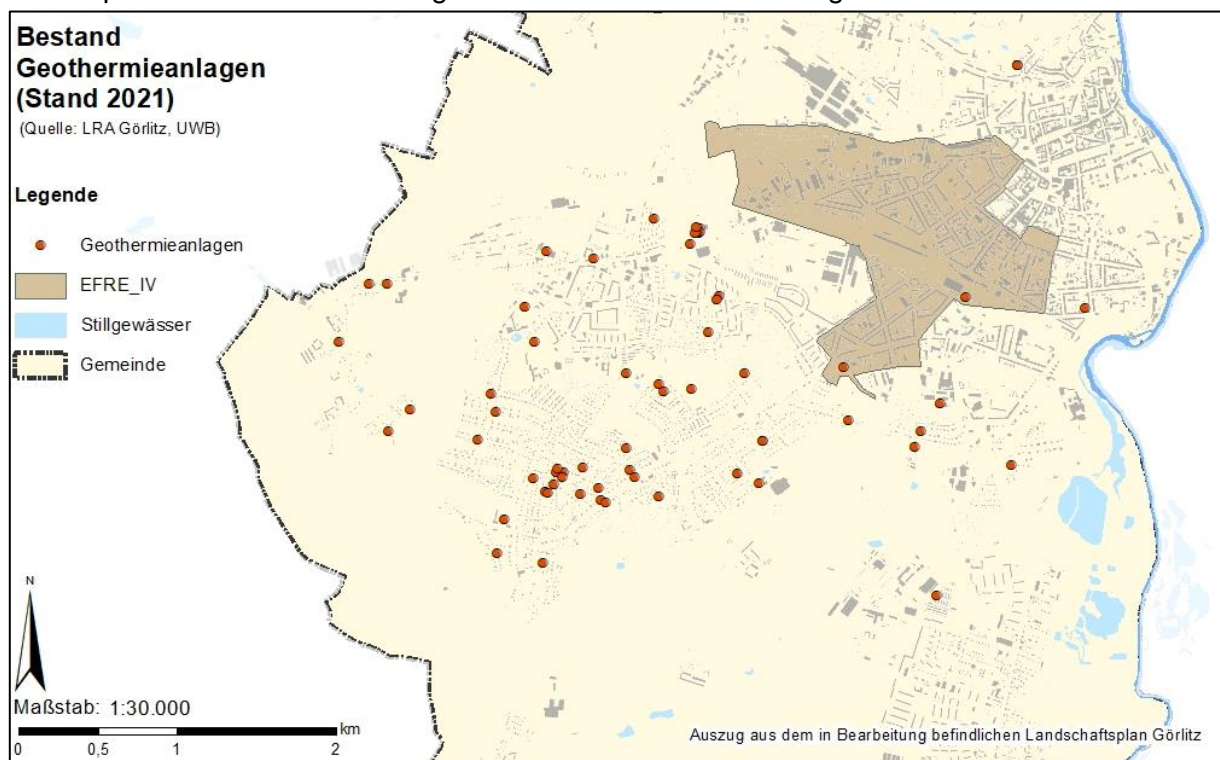 Bestand
Geothermieanlagen
(Stand 2021)
(Quelle: LRA Görlitz, UWB)
Legende
Geothermieanlagen
EFRE_IV
Stillgewässer
Gemeinde
N
Maßstab: 1:30.000
km
0 0,5 1 2
Auszug aus dem in Bearbeitung befindlichen Landschaftsplan Görlitz